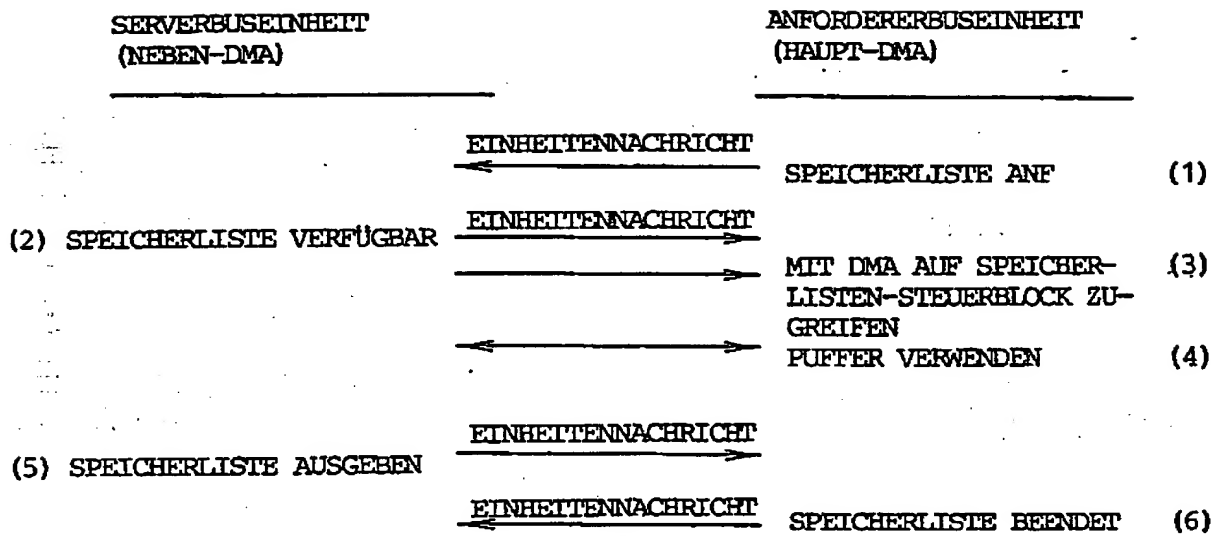 SERVERBUSEINHEIT
(NEBEN-DMA)
ANFORDERERBUSEINHEIT
(HAUPT-DMA)
EINHEITENNACHRICHT
SPEICHERLISTE ANF (1)
EINHEITENNACHRICHT
(2) SPEICHERLISTE VERFÜGBAR
MIT DMA AUF SPEICHER- (3)
LISTEN-STEUERBLOCK ZU-
GREIFEN
PUFFER VERWENDEN (4)
EINHEITENNACHRICHT
(5) SPEICHERLISTE AUSGEBEN
EINHEITENNACHRICHT
SPEICHERLISTE BEENDET (6)